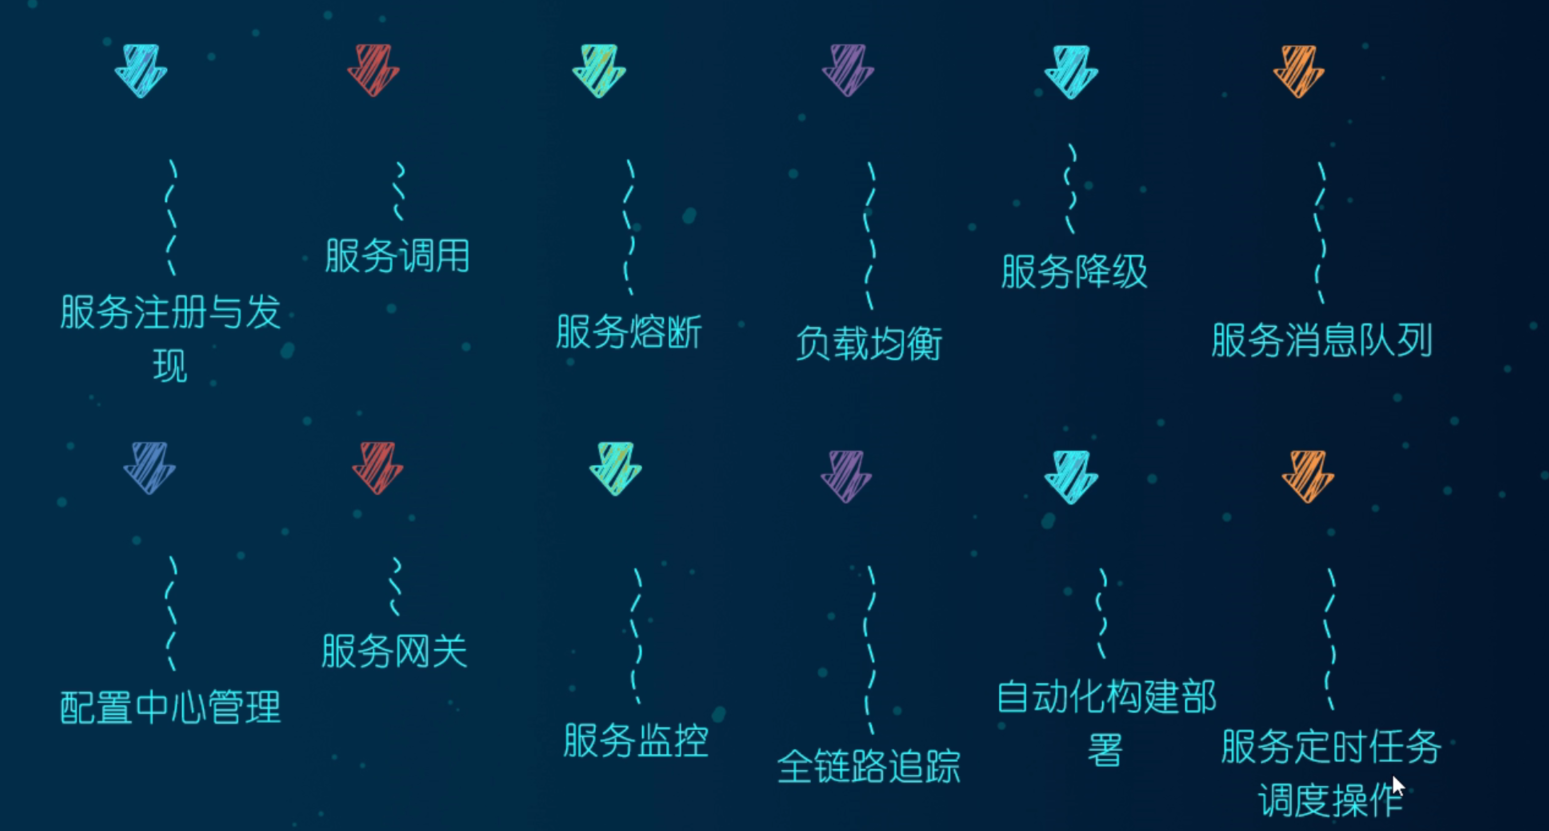 服务注册与发
现
服务调用
服务熔断
负载均衡
服务降级
服务消息队列
配置中心管理
服务网关
服务监控
全链路追踪
自动化构建部
署
服务定时任务
调度操作